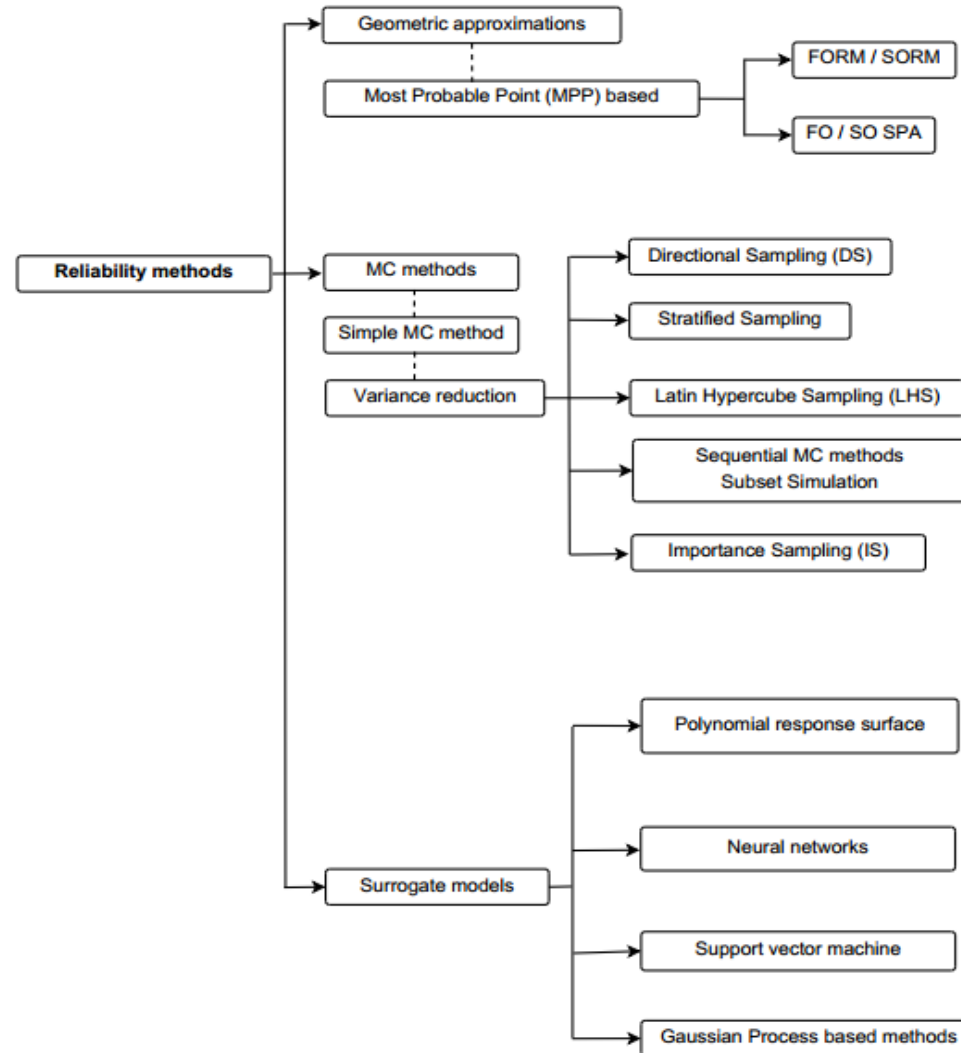 Geometric approximations
Most Probable Point (MPP) based
FORM / SORM
FO / SO SPA
Reliability methods
MC methods
Simple MC method
Variance reduction
Directional Sampling (DS)
Stratified Sampling
Latin Hypercube Sampling (LHS)
Sequential MC methods
Subset Simulation
Importance Sampling (IS)
Surrogate models
Polynomial response surface
Neural networks
Support vector machine
Gaussian Process based methods